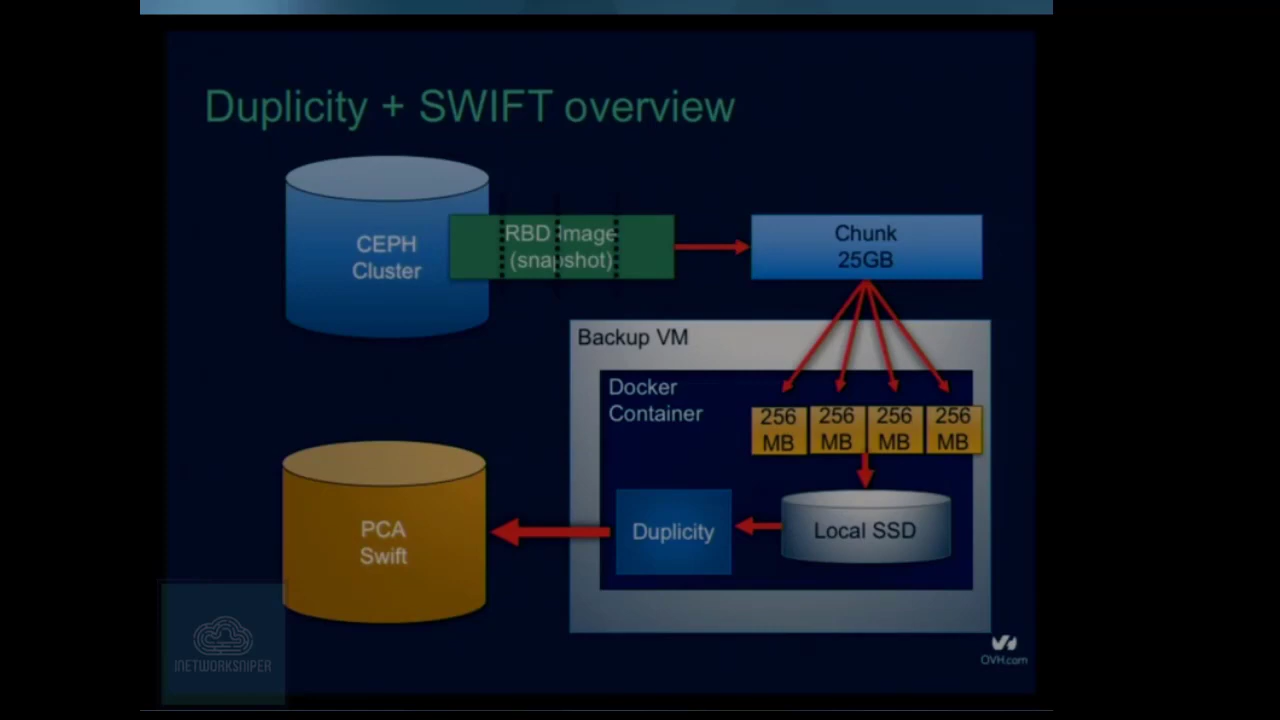 Duplicity + SWIFT overview
CEPH
Cluster
RBD Image
(snapshot)
Chunk
25GB
Backup VM
Docker
Container
256
MB
256
MB
256
MB
256
MB
PCA
Swift
Duplicity
Local SSD
INETWORKSNIPER
OVH.com